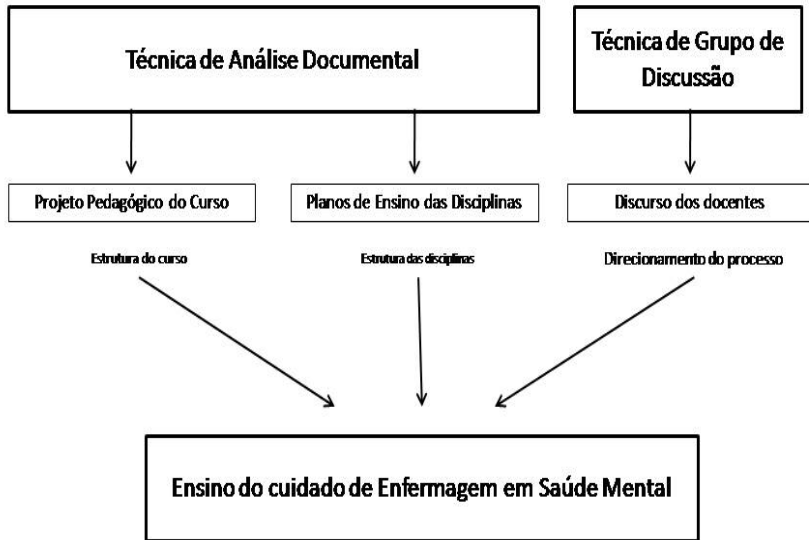 Técnica de Análise Documental
Técnica de Grupo de
Discussão
Projeto Pedagógico do Curso
Planos de Ensino das Disciplinas
Discurso dos docentes
Estrutura do curso
Estrutura das disciplinas
Direcionamento do processo
Ensino do cuidado de Enfermagem em Saúde Mental